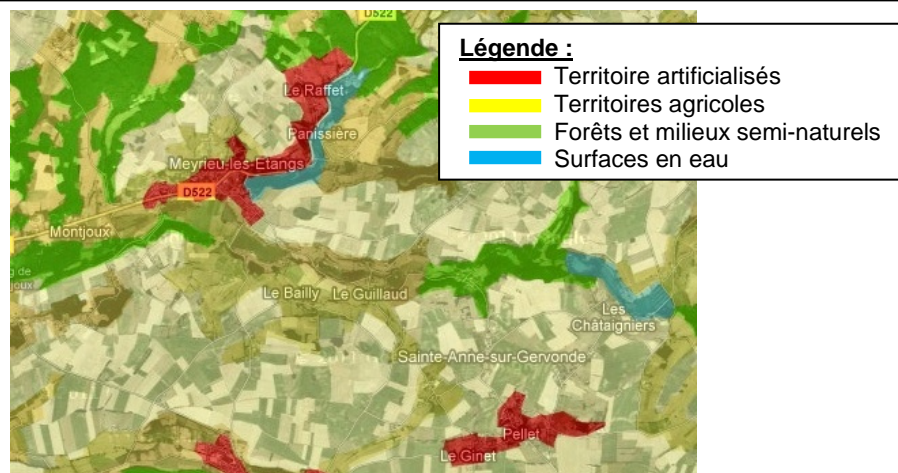 D522
Légende :
Territoire artificialisés
Territoires agricoles
Forêts et milieux semi-naturels
Surfaces en eau
Le Raffet
Panissière
Meyrieu-les-Etangs
D522
Montjoux
Le Bailly
Le Guillaud
Les
Châtaigniers
Sainte-Anne-sur-Gervonde
Pellet
Le Ginet